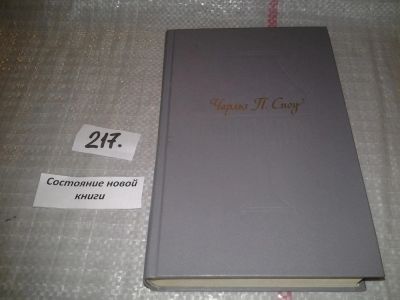 Чарльз П. Сноу
217.
Состояние новой
книги